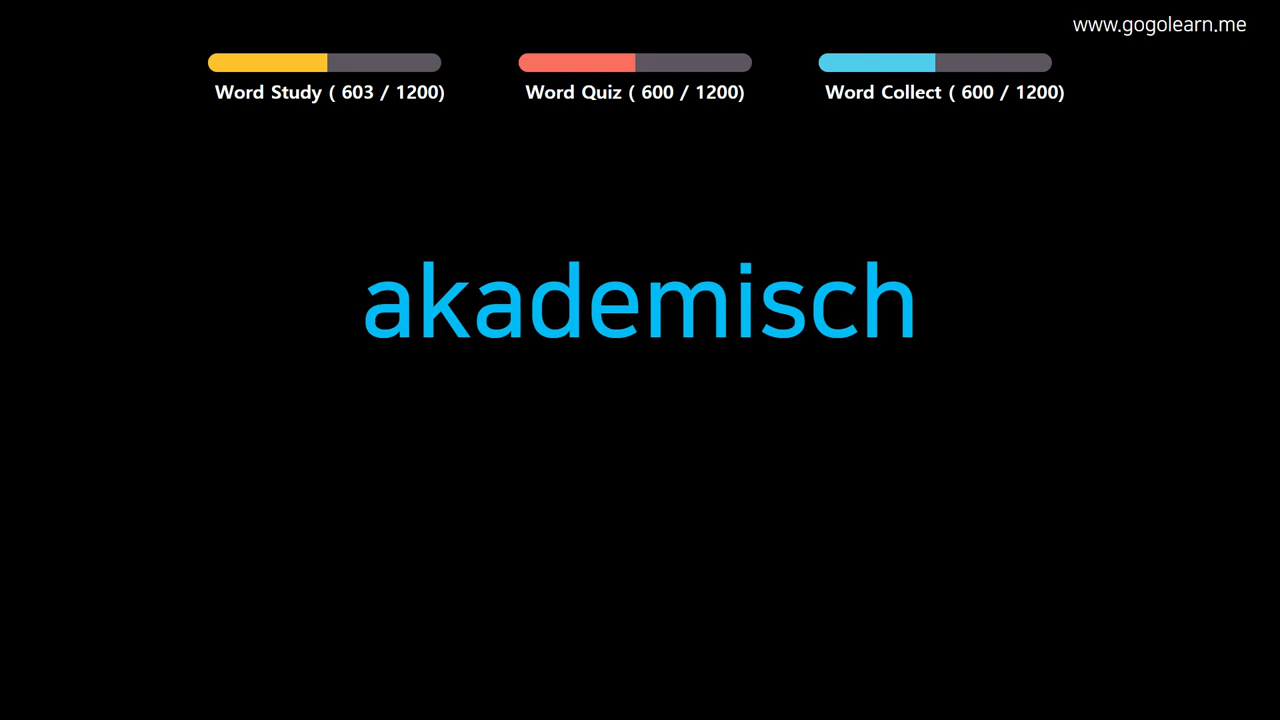 www.gogolearn.me
Word Study ( 603 / 1200)
Word Quiz ( 600 / 1200)
Word Collect ( 600 / 1200)
akademisch